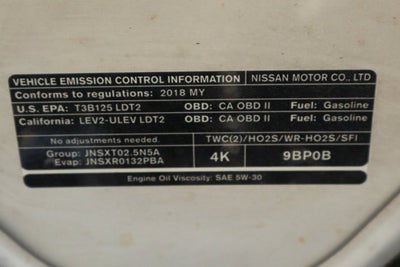 VEHICLE EMISSION CONTROL INFORMATION NISSAN MOTOR CO., LTD
Conforms to regulations: 2018 MY
U.S. EPA: T3B125 LDT2 OBD: CA OBD II Fuel: Gasoline
California: LEV2-ULEV LDT2 OBD: CA OBD II Fuel: Gasoline
No adjustments needed TWC(2)/HO2S/WR-HO2S/SFI
Group: JNSXT02.5N5A
Evap: JNSXR0132PBA
4K 9BP0B
Engine Oil Viscosity: SAE 5W-30